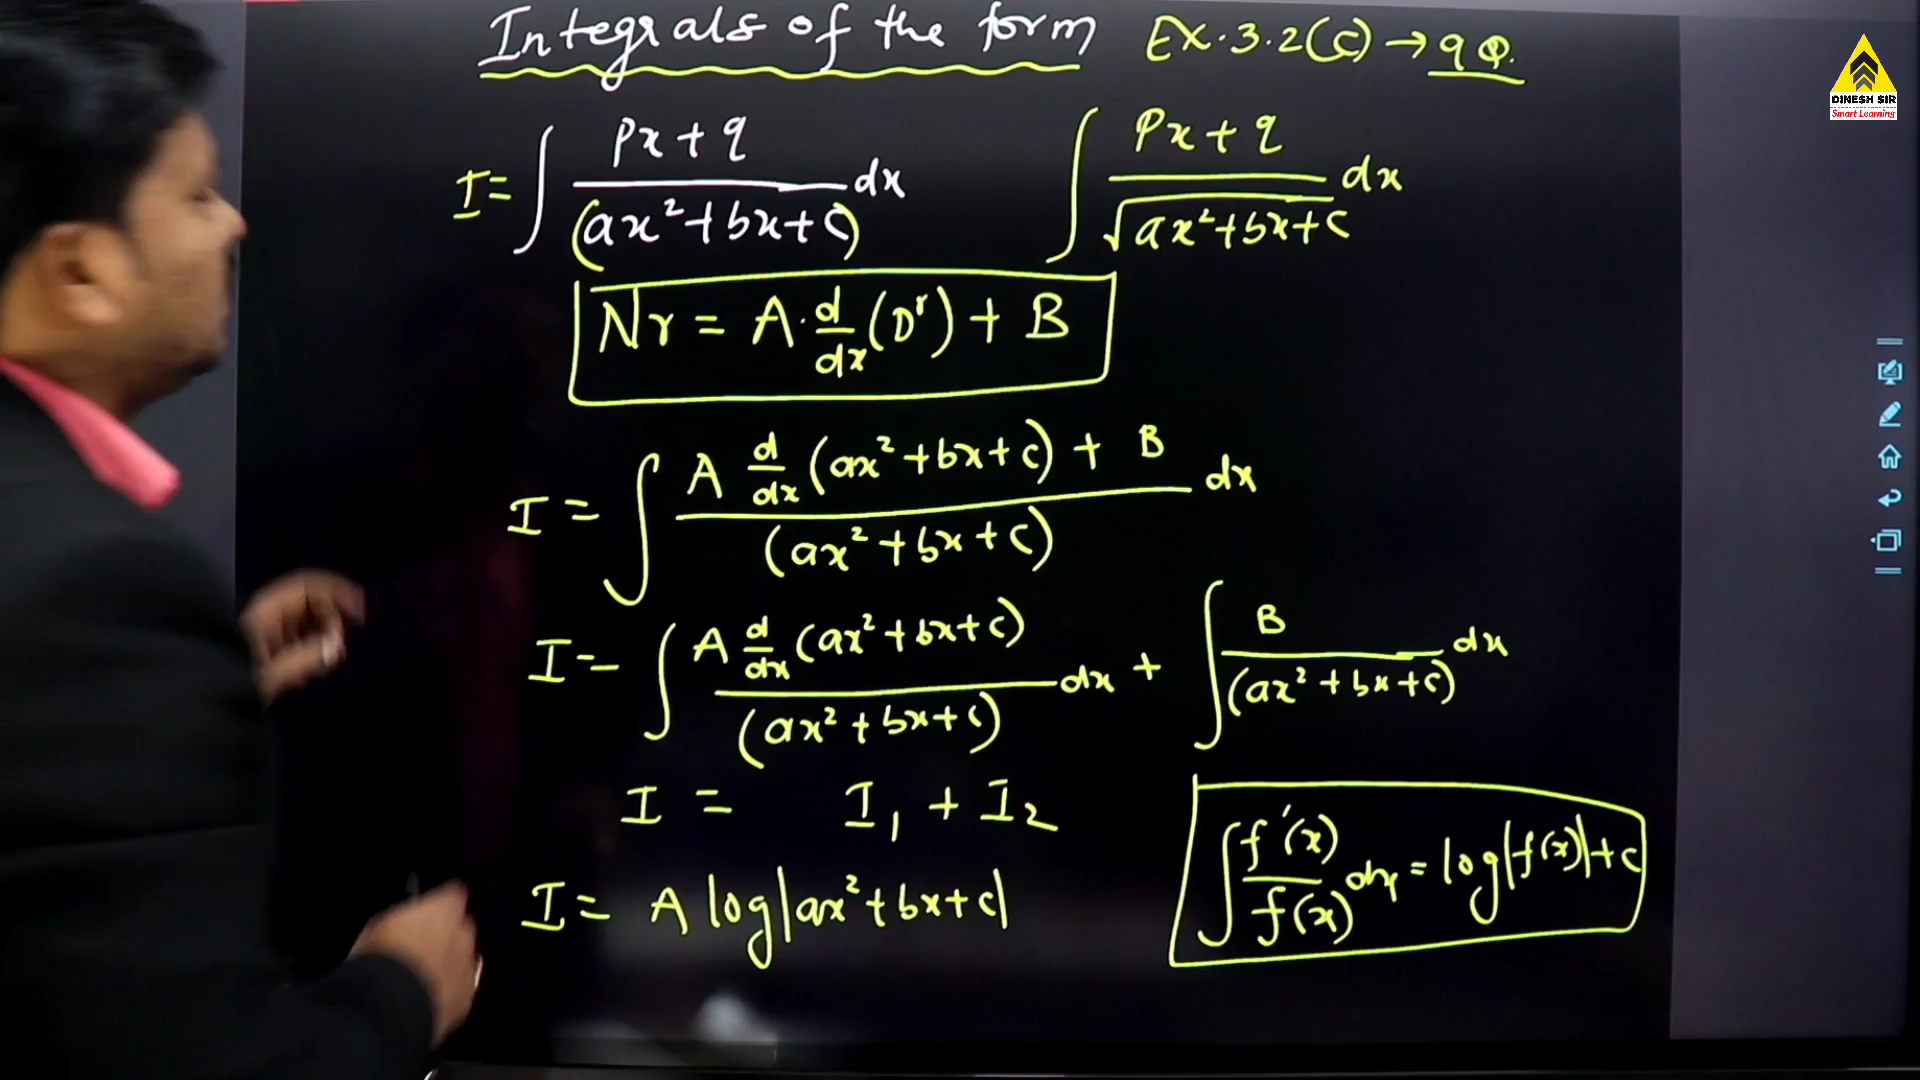 Integrals of the form Ex. 3.2(C) → 9 Q.
I = ∫ px + q / (ax² + bx + c) dx ∫ px + q / √ax² + bx + c dx
Nr = A · d/dx (Dʳ) + B
I = ∫ A d/dx (ax² + bx + c) + B / (ax² + bx + c) dx
I = ∫ A d/dx (ax² + bx + c) / (ax² + bx + c) dx + ∫ B / (ax² + bx + c) dx
I = I₁ + I₂
I = A log|ax² + bx + c|
∫ f'(x) / f(x) dx = log|f(x)| + c
DINESH SIR
Smart Learning